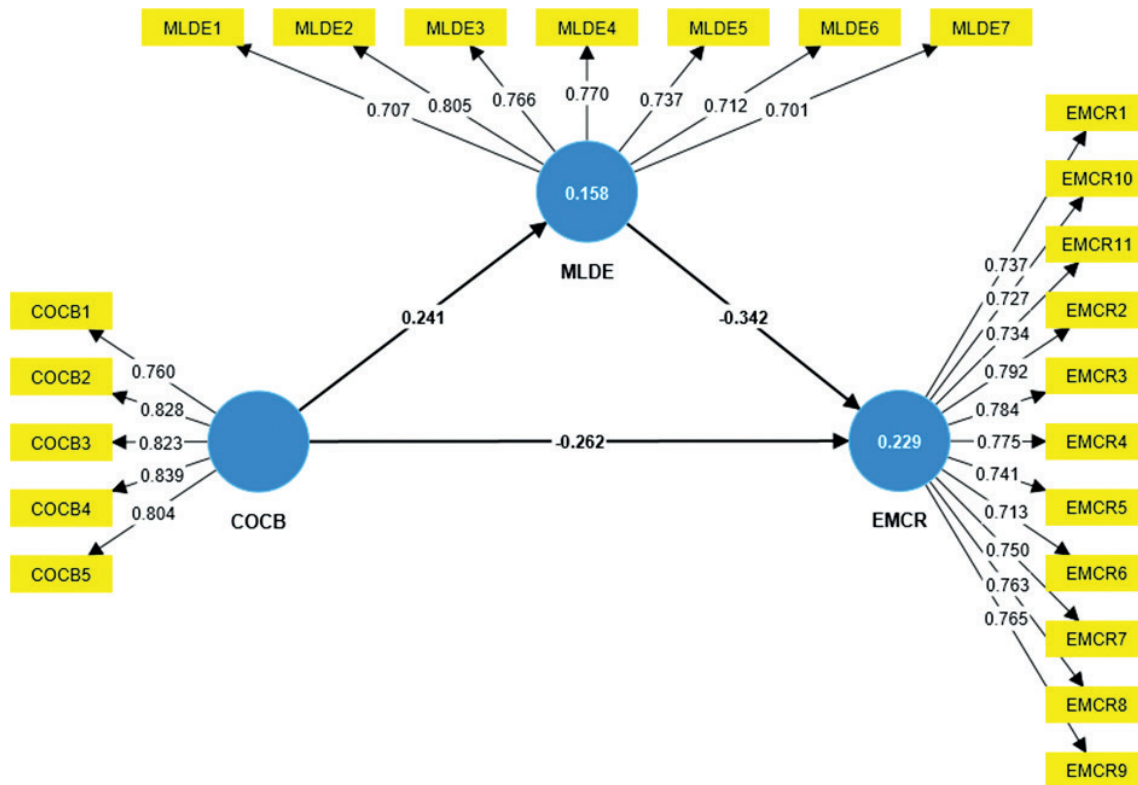 MLDE1 MLDE2 MLDE3 MLDE4 MLDE5 MLDE6 MLDE7
0.707 0.805 0.766 0.770 0.737 0.712 0.701
0.158
MLDE
0.241
-0.342
-0.262
COCB1
COCB2
COCB3
COCB4
COCB5
0.760
0.828
0.823
0.839
0.804
COCB
0.229
EMCR
0.737
0.727
0.734
0.792
0.784
0.775
0.741
0.713
0.750
0.763
0.765
EMCR1
EMCR10
EMCR11
EMCR2
EMCR3
EMCR4
EMCR5
EMCR6
EMCR7
EMCR8
EMCR9